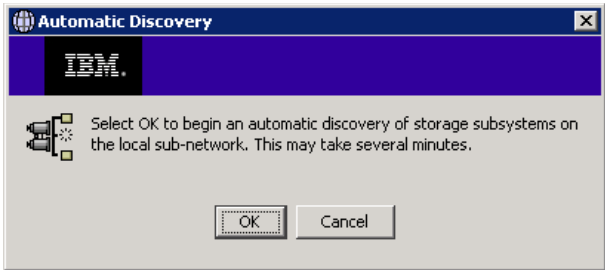 Automatic Discovery
IBM.
Select OK to begin an automatic discovery of storage subsystems on
the local sub-network. This may take several minutes.
OK
Cancel